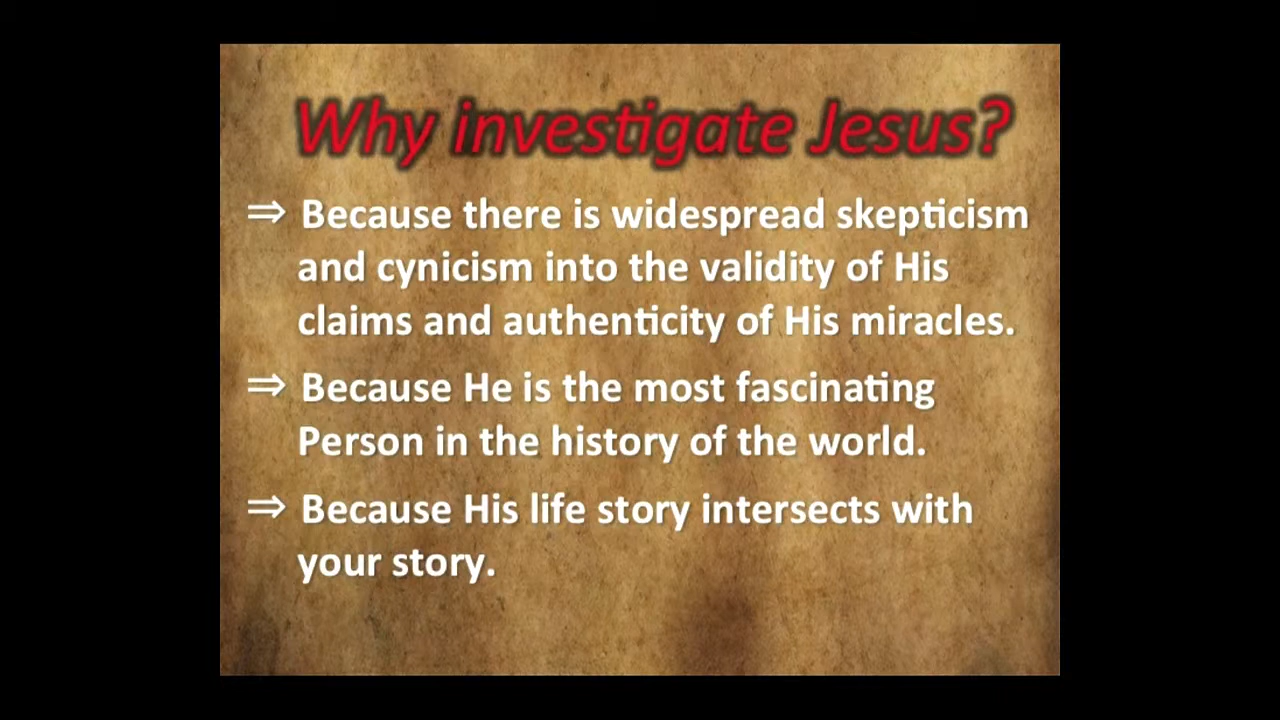 Why investigate Jesus?
⇒ Because there is widespread skepticism
and cynicism into the validity of His
claims and authenticity of His miracles.
⇒ Because He is the most fascinating
Person in the history of the world.
⇒ Because His life story intersects with
your story.